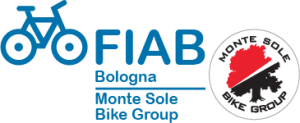 FIAB
Bologna
Monte Sole
Bike Group
MONTE SOLE
BIKE GROUP